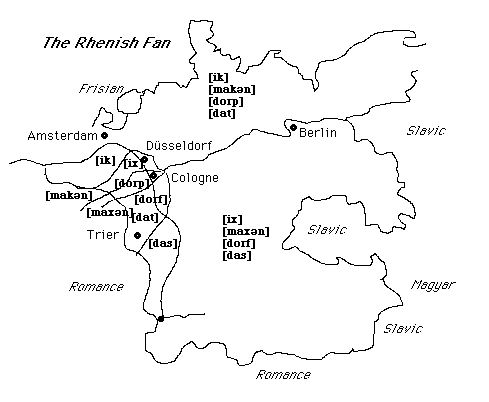 The Rhenish Fan
Frisian
[ik]
[makən]
[dorp]
[dat]
Amsterdam
Berlin
Slavic
Düsseldorf
[ik]
[ix]
Cologne
[dorp]
[makən]
[dorf]
[maxən]
[dat]
[ix]
[maxən]
[dorf]
[das]
Slavic
Trier
[das]
Romance
Magyar
Slavic
Romance